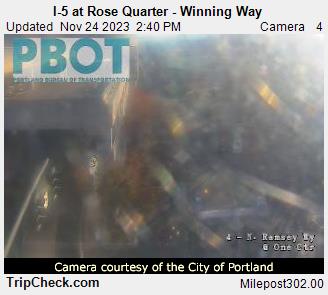 I-5 at Rose Quarter - Winning Way
Updated Nov 24 2023 2:40 PM Camera 4
PBOT
PORTLAND BUREAU OF TRANSPORTATION
4 - N. Ramsey Wy
@ One Ctr
Camera courtesy of the City of Portland
TripCheck.com Milepost302.00